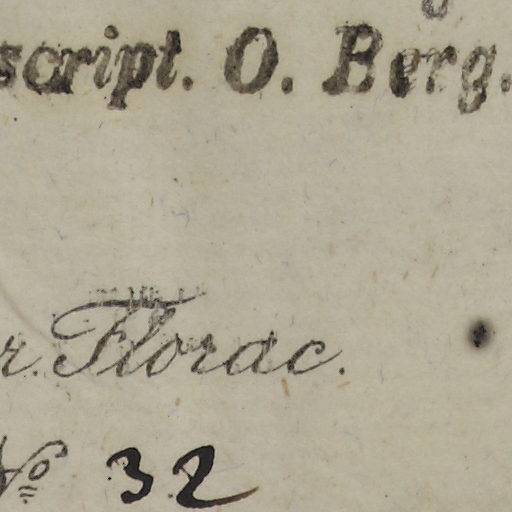 script. O. Berg.
r. Florac.
No 32